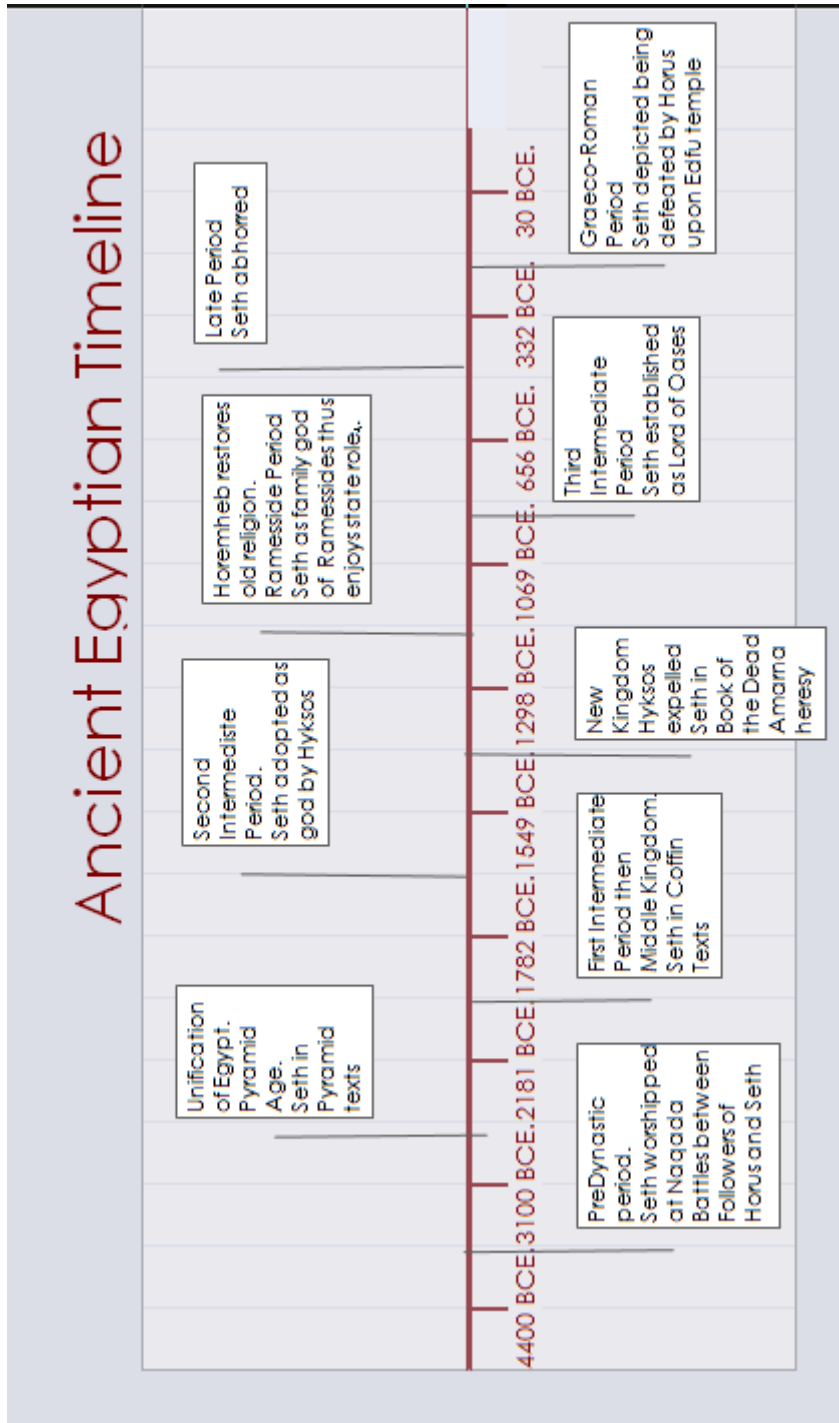 Ancient Egyptian Timeline
Unification
of Egypt.
Pyramid
Age.
Seth in
Pyramid
texts
Second
Intermediste
Period.
Seth adopted as
god by Hyksos
Horemheb restores
old religion.
Ramesside Period
Seth as family god
of Ramessides thus
enjoys state role,.
Late Period
Seth abhorred
4400 BCE. 3100 BCE. 2181 BCE. 1782 BCE. 1549 BCE. 1298 BCE. 1069 BCE. 656 BCE. 332 BCE. 30 BCE.
PreDynastic
period.
Seth worshipped
at Naqada
Battles between
Followers of
Horus and Seth
First Intermediate
Period then
Middle Kingdom.
Seth in Coffin
Texts
New
Kingdom
Hyksos
expelled
Seth in
Book of
the Dead
Amarna
heresy
Third
Intermediate
Period
Seth established
as Lord of Oases
Graeco-Roman
Period
Seth depicted being
defeated by Horus
upon Edfu temple